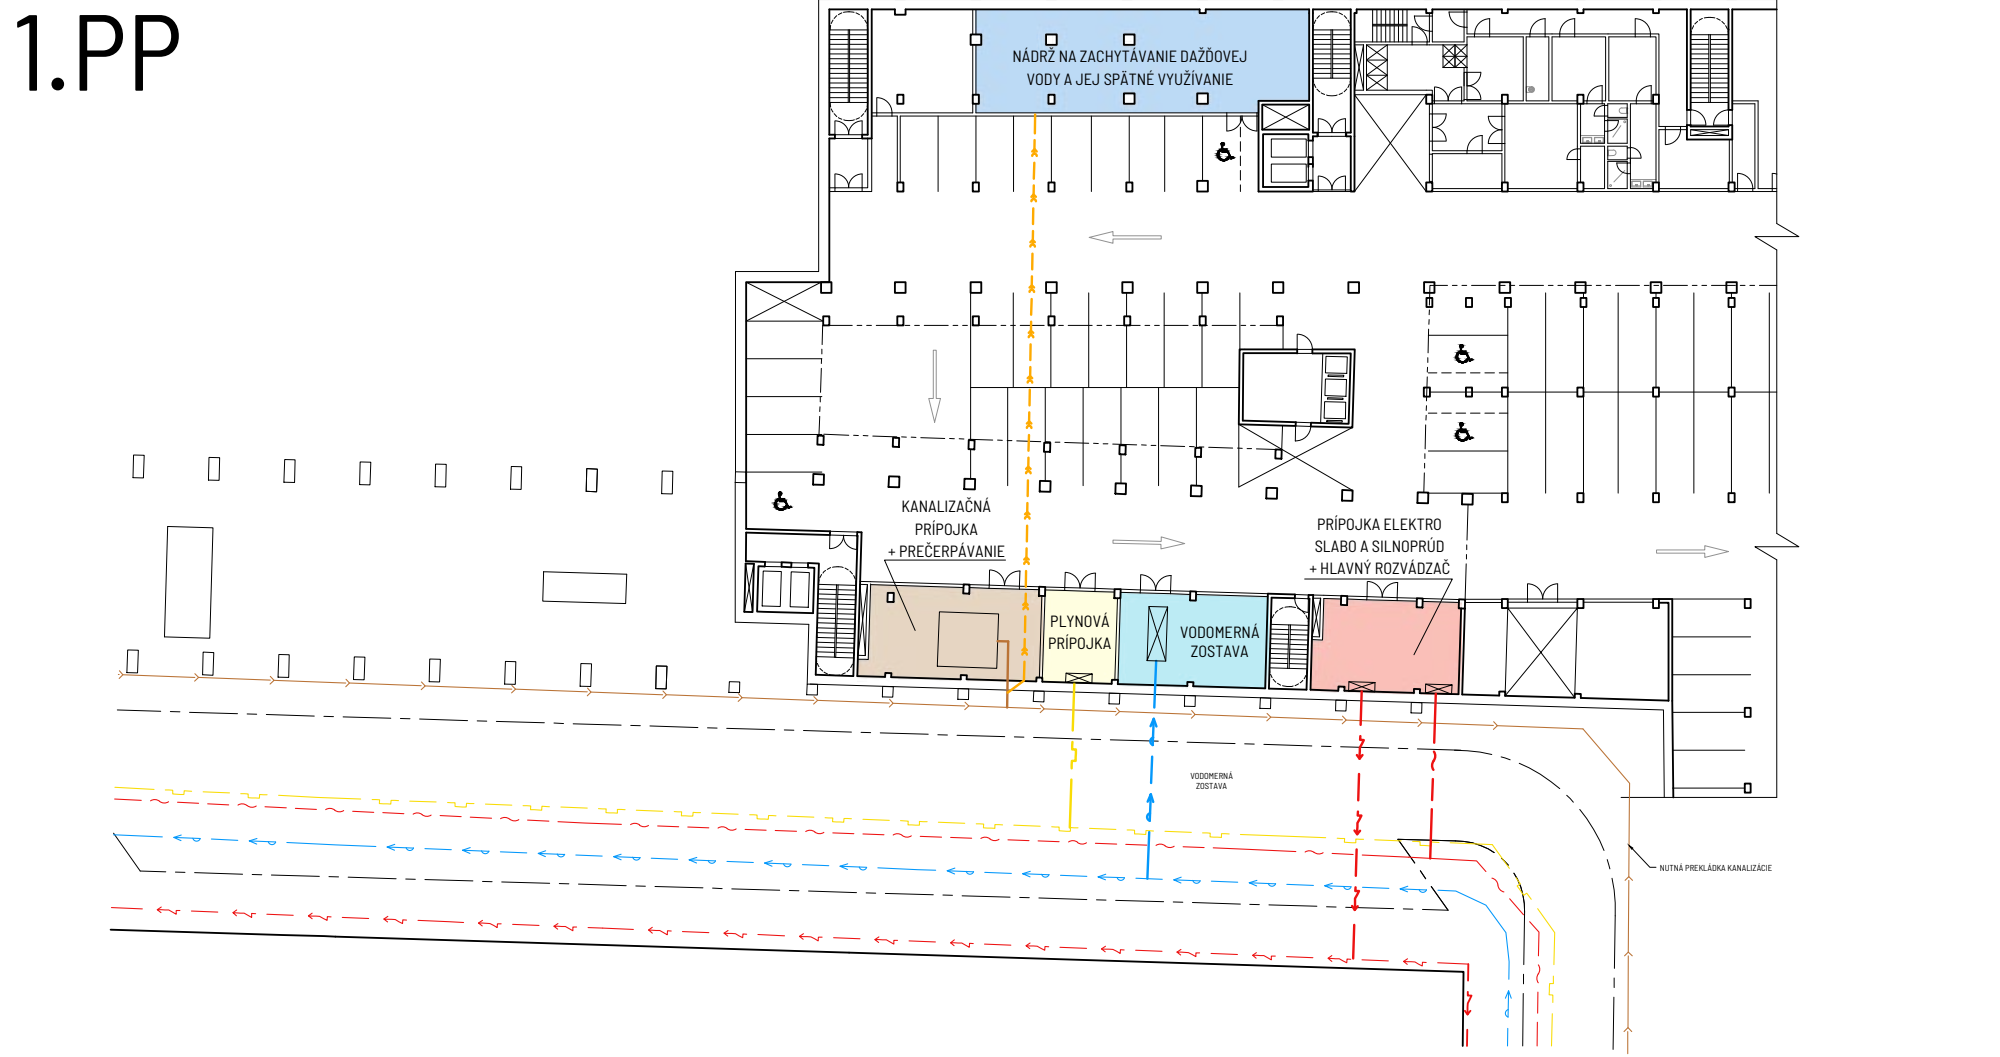 1.PP
NÁDRŽ NA ZACHYTÁVANIE DAŽĎOVEJ
VODY A JEJ SPÄTNÉ VYUŽÍVANIE
KANALIZAČNÁ
PRÍPOJKA
+ PREČERPÁVANIE
PRÍPOJKA ELEKTRO
SLABO A SILNOPRÚD
+ HLAVNÝ ROZVÁDZAČ
PLYNOVÁ
PRÍPOJKA
VODOMERNÁ
ZOSTAVA
VODOMERNÁ
ZOSTAVA
NUTNÁ PREKLÁDKA KANALIZÁCIE